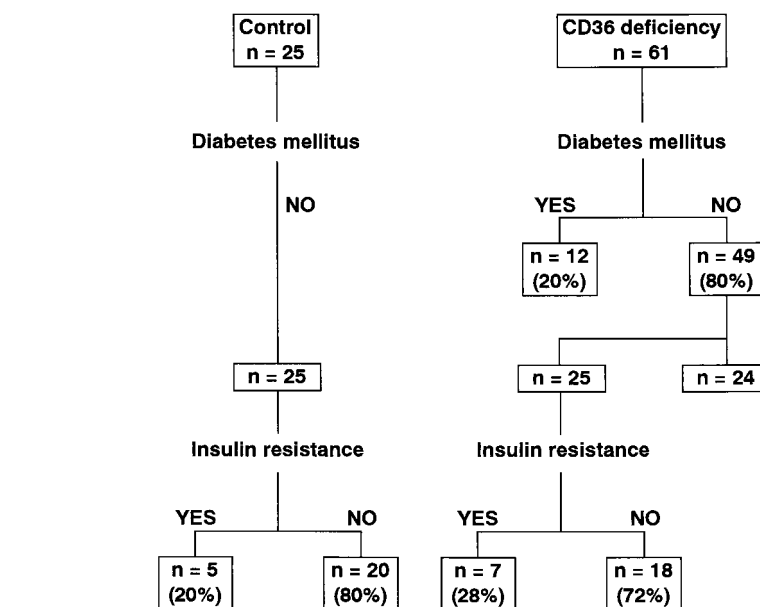 Control
n = 25
CD36 deficiency
n = 61
Diabetes mellitus
Diabetes mellitus
NO
YES
NO
n = 12
(20%)
n = 49
(80%)
n = 25
n = 25
n = 24
Insulin resistance
Insulin resistance
YES
NO
YES
NO
n = 5
(20%)
n = 20
(80%)
n = 7
(28%)
n = 18
(72%)